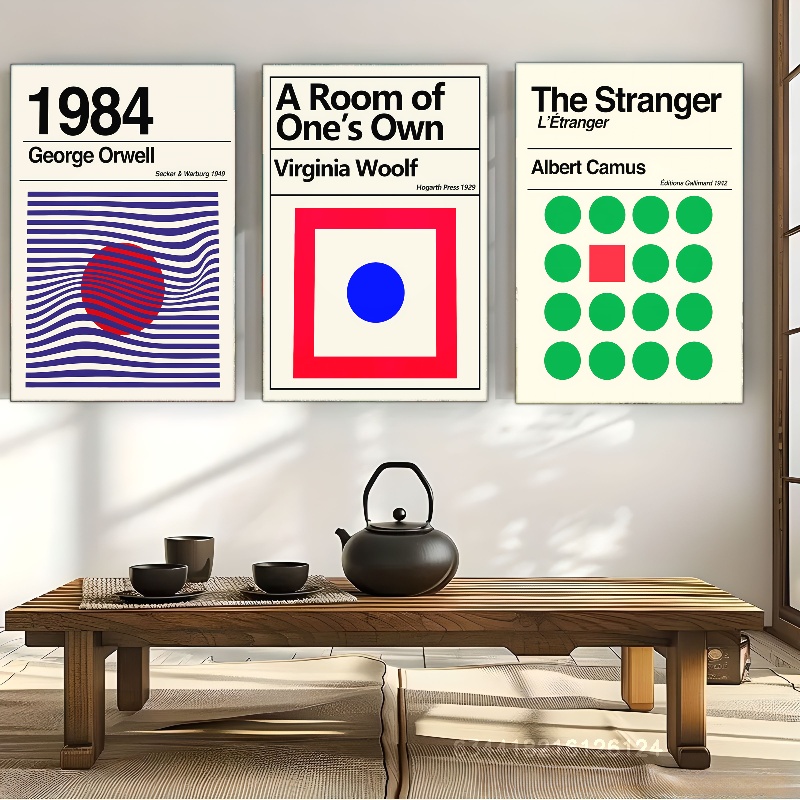 1984
George Orwell
Secker & Warburg 1949
A Room of
One's Own
Virginia Woolf
Hogarth Press 1929
The Stranger
L'Étranger
Albert Camus
Éditions Gallimard 1942